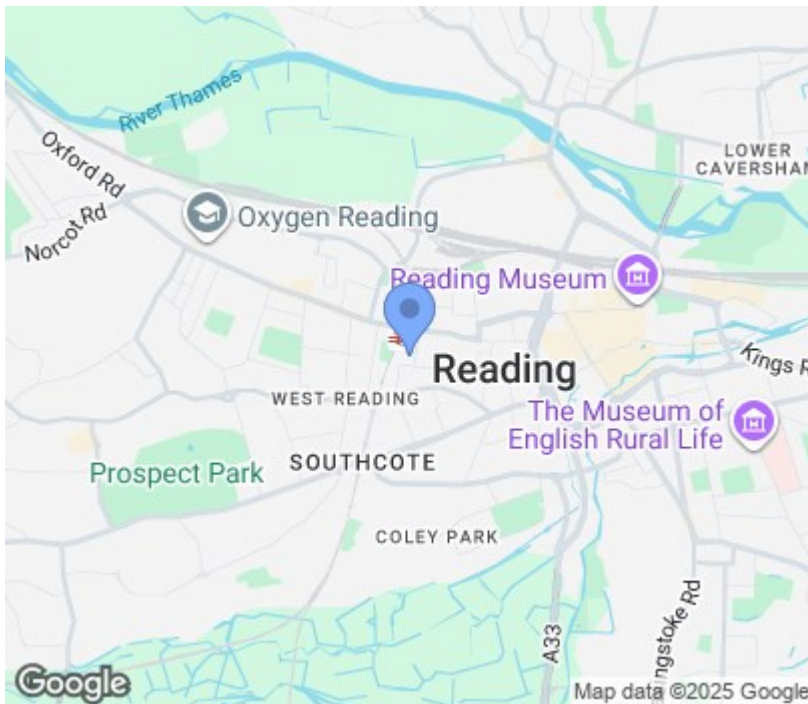 River Thames
LOWER
CAVERSHAM
Oxford Rd
Norcot Rd
Oxygen Reading
Reading Museum
Reading
Kings R
WEST READING
The Museum of
English Rural Life
Prospect Park
SOUTHCOTE
COLEY PARK
A33
ingstoke Rd
Google
Map data ©2025 Google